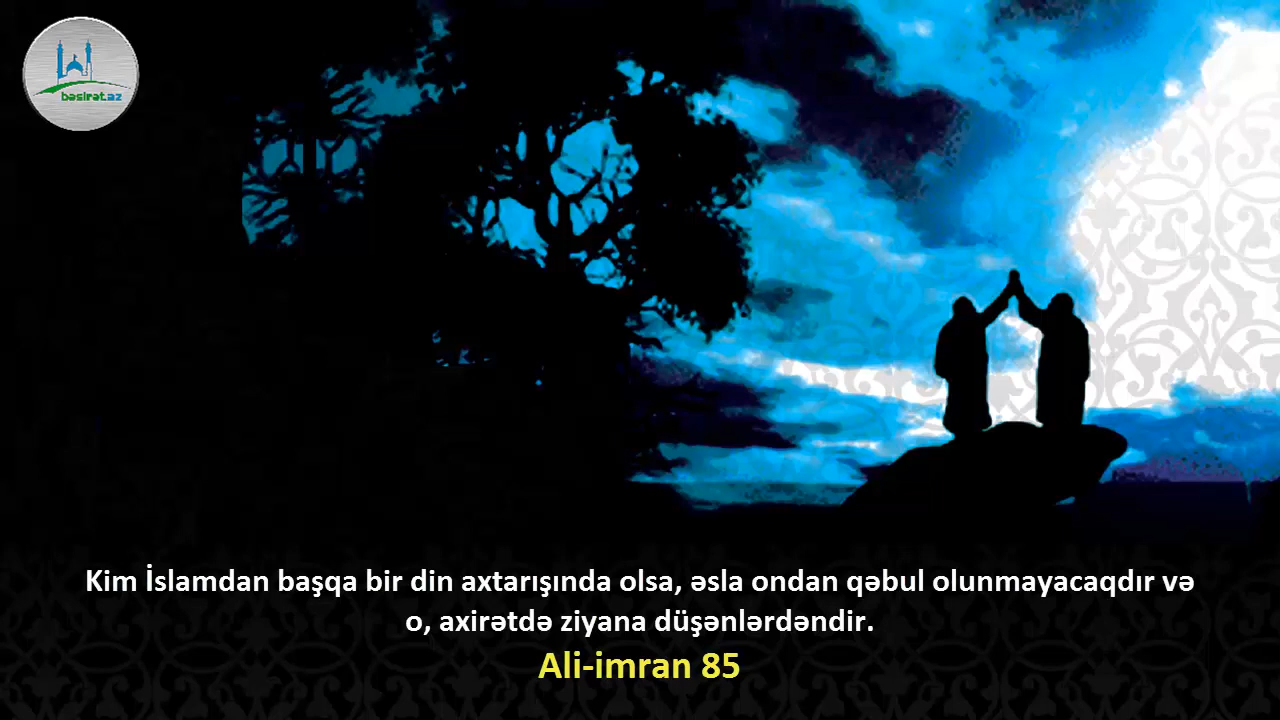 basirat.az
Kim İslamdan başqa bir din axtarışında olsa, əsla ondan qəbul olunmayacaqdır və
o, axirətdə ziyana düşənlərdəndir.
Ali-imran 85